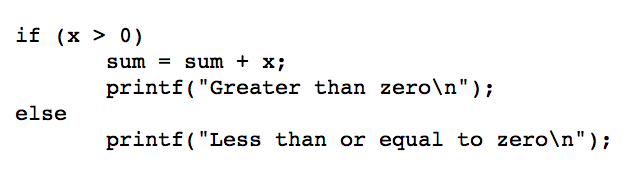 if (x > 0)
        sum = sum + x;
        printf("Greater than zero\n");
else
        printf("Less than or equal to zero\n");